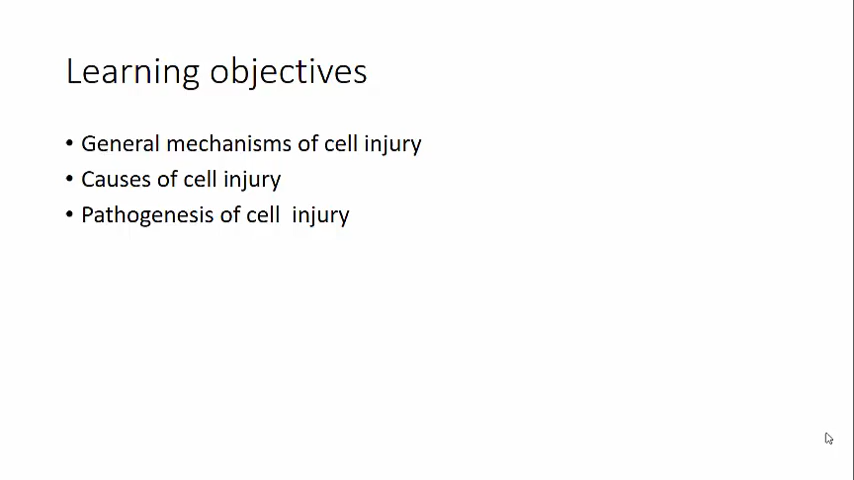 Learning objectives
• General mechanisms of cell injury
• Causes of cell injury
• Pathogenesis of cell  injury